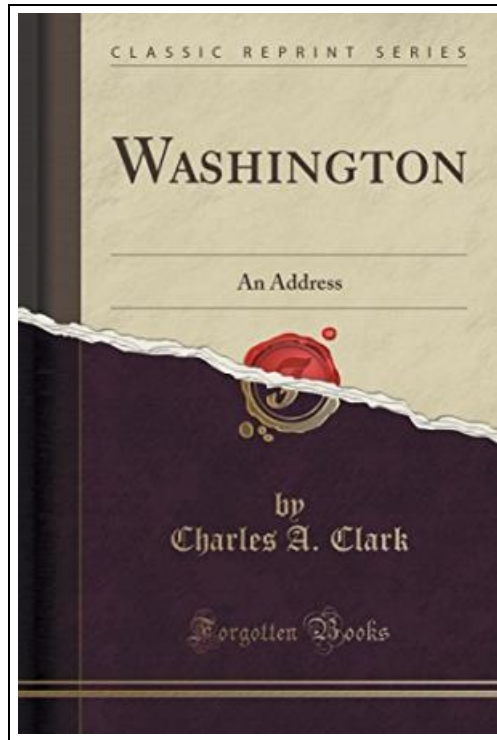 CLASSIC REPRINT SERIES
WASHINGTON
An Address
by
Charles A. Clark
Forgotten Books